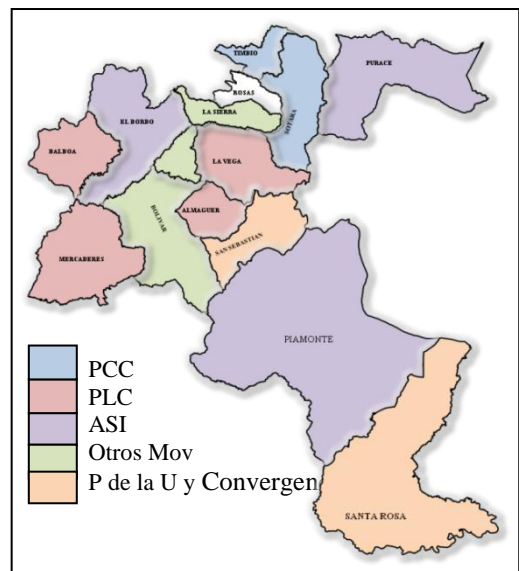 TIMBIO
PURACE
ROSAS
SOTARA
LA SIERRA
EL BORDO
BALBOA
LA VEGA
BOLIVAR
ALMAGUER
SAN SEBASTIAN
MERCADERES
PIAMONTE
PCC
PLC
ASI
Otros Mov
P de la U y Convergen
SANTA ROSA